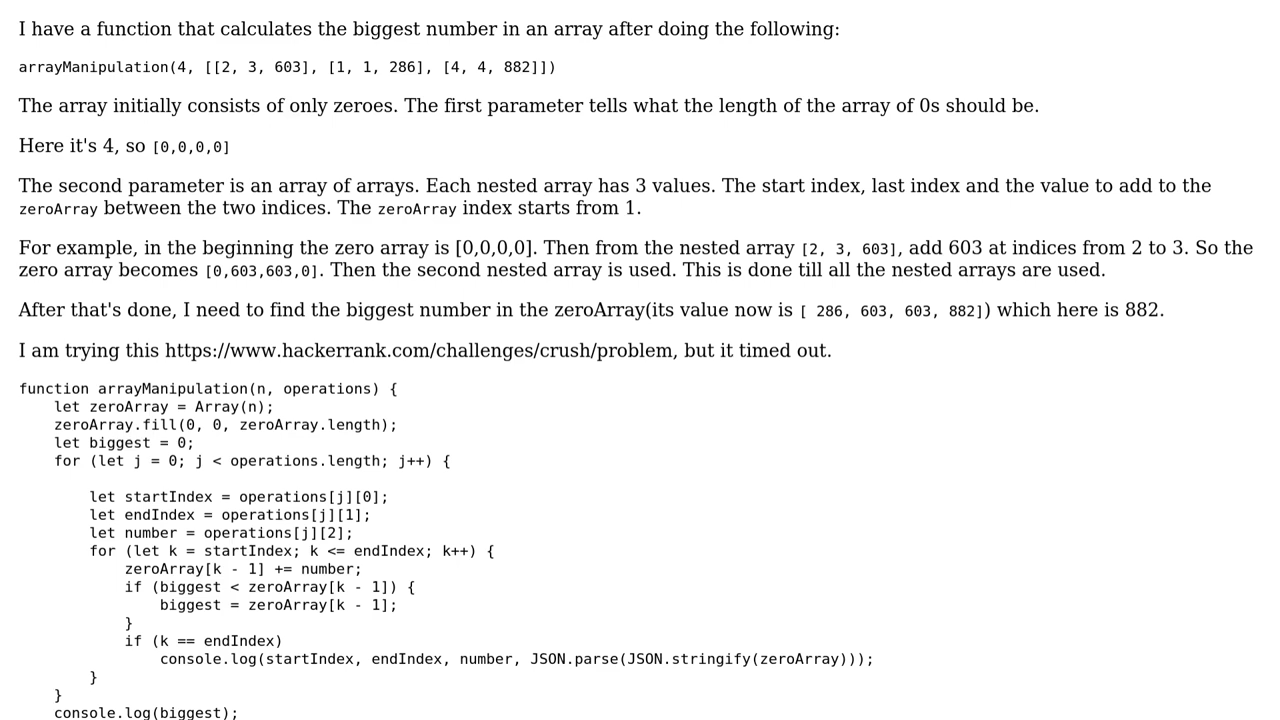 I have a function that calculates the biggest number in an array after doing the following:
arrayManipulation(4, [[2, 3, 603], [1, 1, 286], [4, 4, 882]])
The array initially consists of only zeroes. The first parameter tells what the length of the array of 0s should be.
Here it's 4, so [0,0,0,0]
The second parameter is an array of arrays. Each nested array has 3 values. The start index, last index and the value to add to the
zeroArray between the two indices. The zeroArray index starts from 1.
For example, in the beginning the zero array is [0,0,0,0]. Then from the nested array [2, 3, 603], add 603 at indices from 2 to 3. So the
zero array becomes [0,603,603,0]. Then the second nested array is used. This is done till all the nested arrays are used.
After that's done, I need to find the biggest number in the zeroArray(its value now is [ 286, 603, 603, 882]) which here is 882.
I am trying this https://www.hackerrank.com/challenges/crush/problem, but it timed out.
function arrayManipulation(n, operations) {
    let zeroArray = Array(n);
    zeroArray.fill(0, 0, zeroArray.length);
    let biggest = 0;
    for (let j = 0; j < operations.length; j++) {
        let startIndex = operations[j][0];
        let endIndex = operations[j][1];
        let number = operations[j][2];
        for (let k = startIndex; k <= endIndex; k++) {
            zeroArray[k - 1] += number;
            if (biggest < zeroArray[k - 1]) {
                biggest = zeroArray[k - 1];
            }
            if (k == endIndex)
                console.log(startIndex, endIndex, number, JSON.parse(JSON.stringify(zeroArray)));
        }
    }
    console.log(biggest);